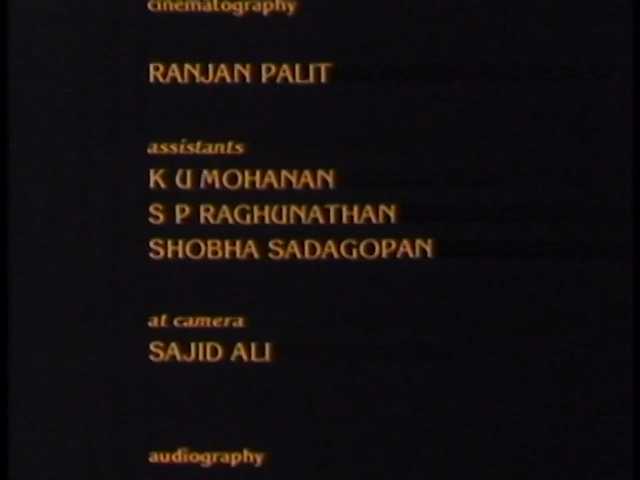 cinematography
RANJAN PALIT
assistants
K U MOHANAN
S P RAGHUNATHAN
SHOBHA SADAGOPAN
at camera
SAJID ALI
audiography